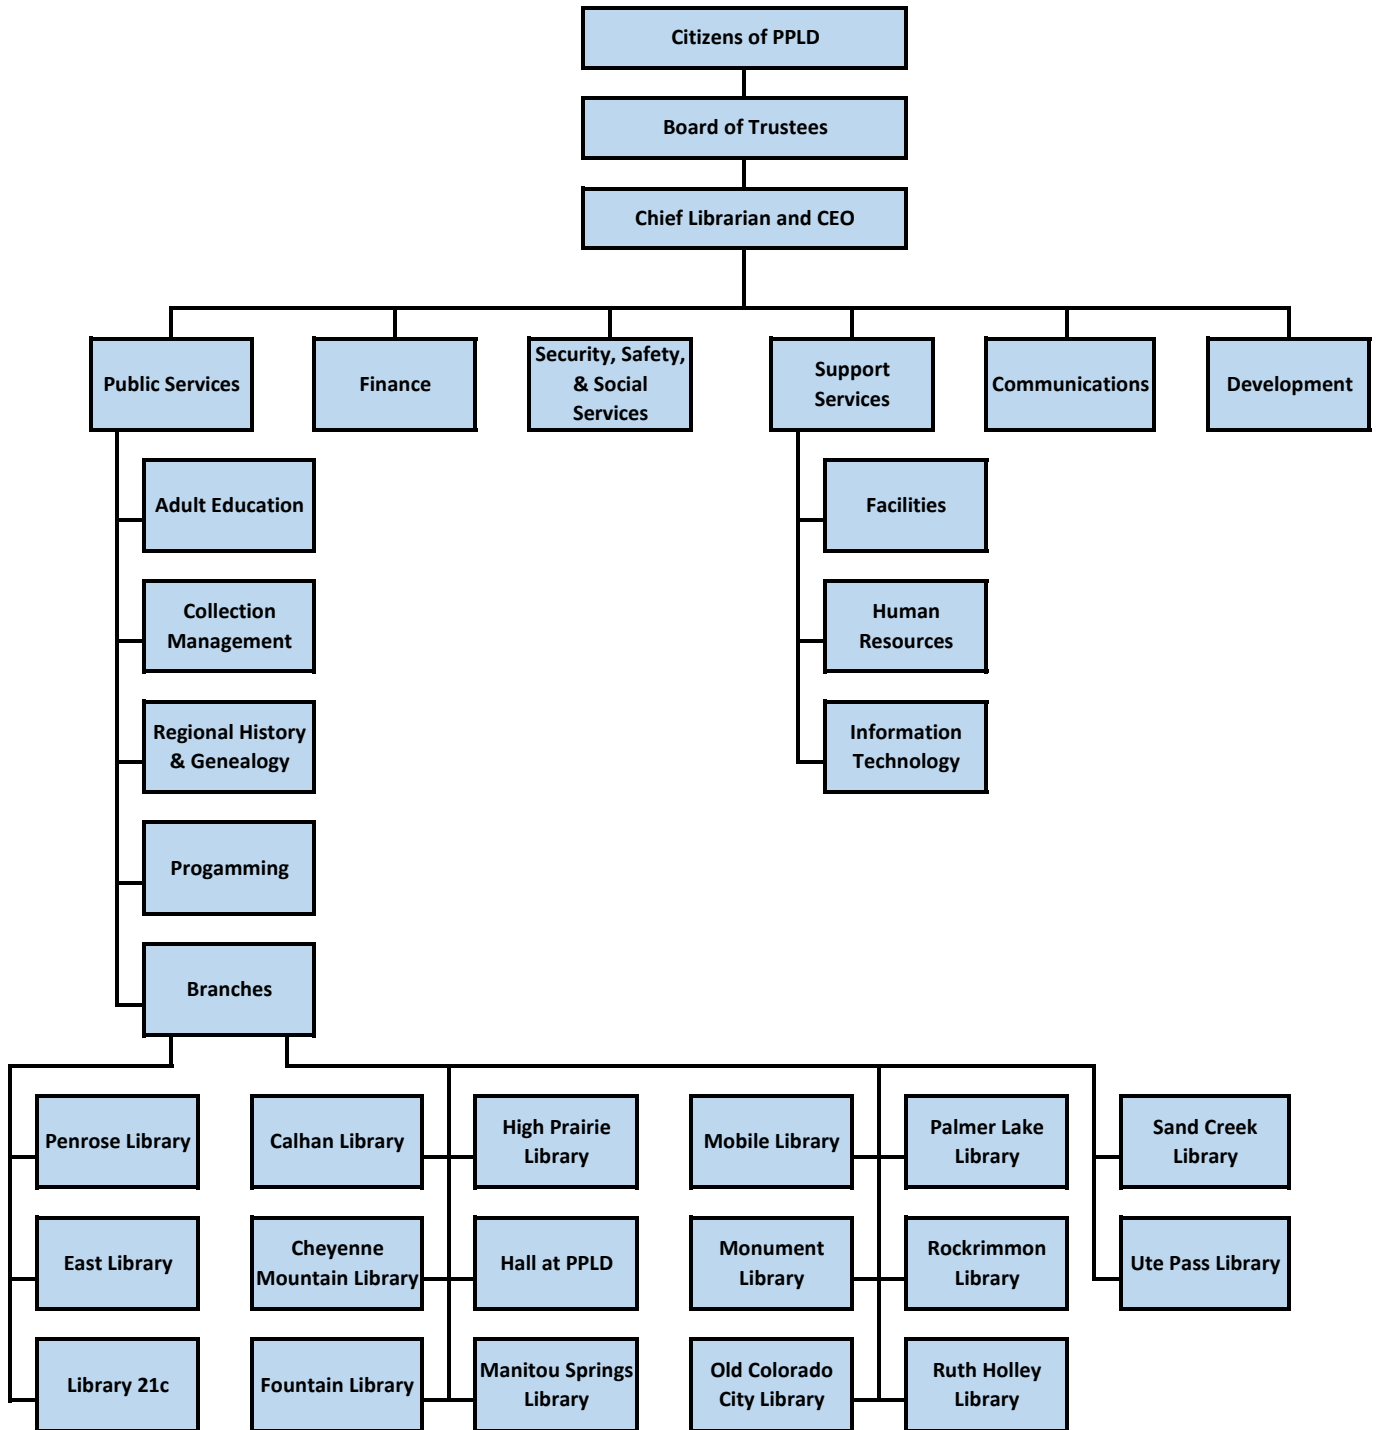 Citizens of PPLD
Board of Trustees
Chief Librarian and CEO
Public Services
Finance
Security, Safety,
& Social
Services
Support
Services
Communications
Development
Adult Education
Collection
Management
Regional History
& Genealogy
Progamming
Branches
Facilities
Human
Resources
Information
Technology
Penrose Library
East Library
Library 21c
Calhan Library
Cheyenne
Mountain Library
Fountain Library
High Prairie
Library
Hall at PPLD
Manitou Springs
Library
Mobile Library
Monument
Library
Old Colorado
City Library
Palmer Lake
Library
Rockrimmon
Library
Ruth Holley
Library
Sand Creek
Library
Ute Pass Library